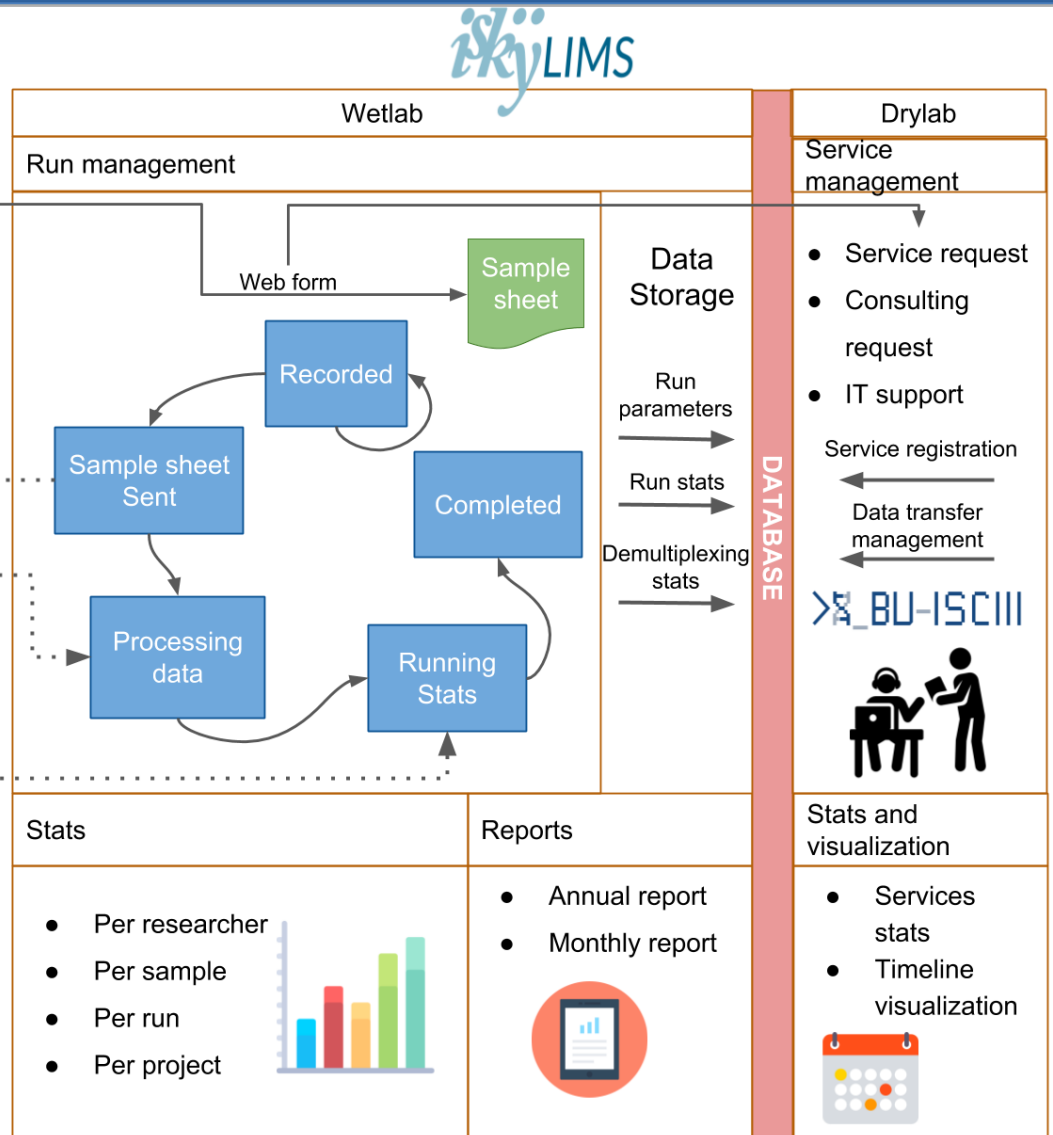 iskyLIMS
Wetlab
Drylab
Run management
Service
management
Web form
Sample
sheet
Data
Storage
Recorded
Sample sheet
Sent
Completed
Processing
data
Running
Stats
Run
parameters
Run stats
Demultiplexing
stats
DATABASE
● Service request
● Consulting
request
● IT support
Service registration
Data transfer
management
>X_BU-ISCIII
Stats
● Per researcher
● Per sample
● Per run
● Per project
Reports
● Annual report
● Monthly report
Stats and
visualization
● Services
stats
● Timeline
visualization